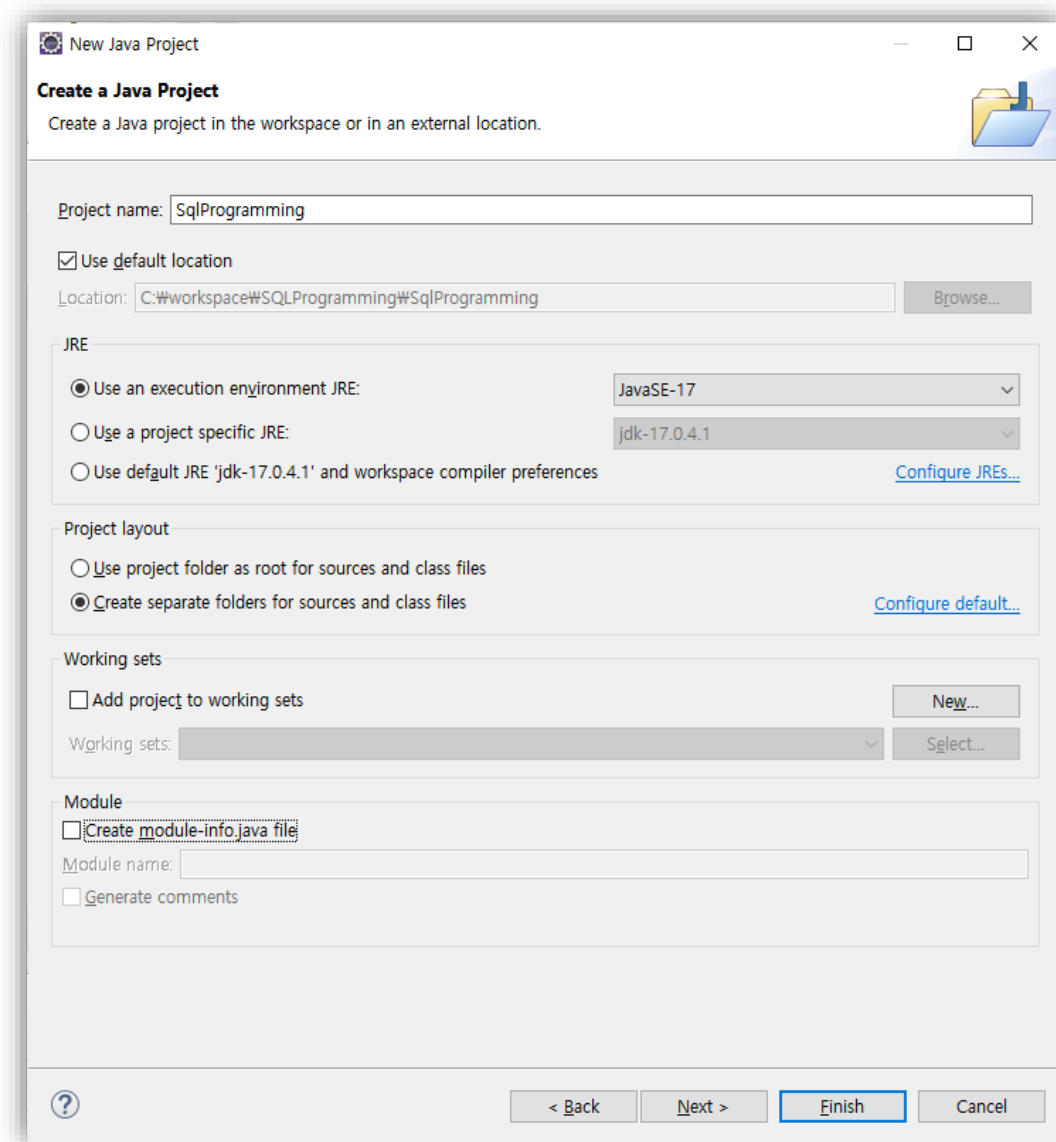 New Java Project
Create a Java Project
Create a Java project in the workspace or in an external location.
Project name: SqlProgramming
Use default location
Location: C:₩workspace₩SQLProgramming₩SqlProgramming Browse...
JRE
Use an execution environment JRE: JavaSE-17
Use a project specific JRE: jdk-17.0.4.1
Use default JRE 'jdk-17.0.4.1' and workspace compiler preferences Configure JREs...
Project layout
Use project folder as root for sources and class files
Create separate folders for sources and class files Configure default...
Working sets
Add project to working sets New...
Working sets: Select...
Module
Create module-info.java file
Module name:
Generate comments
? < Back Next > Finish Cancel